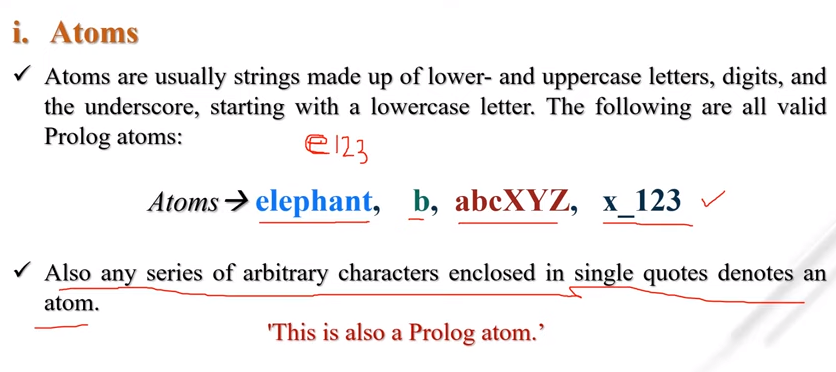 i. Atoms
✓ Atoms are usually strings made up of lower- and uppercase letters, digits, and
the underscore, starting with a lowercase letter. The following are all valid
Prolog atoms:
e123
Atoms → elephant, b, abcXYZ, x_123 ✓
✓ Also any series of arbitrary characters enclosed in single quotes denotes an
atom.
'This is also a Prolog atom.’